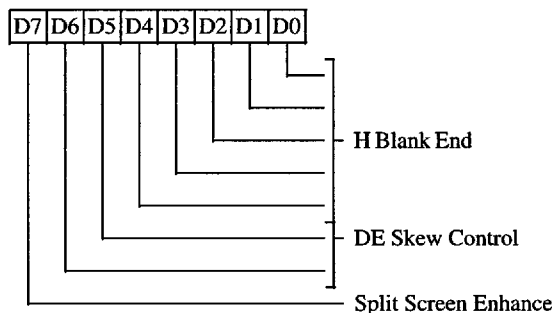 D7 D6 D5 D4 D3 D2 D1 D0
H Blank End
DE Skew Control
Split Screen Enhance